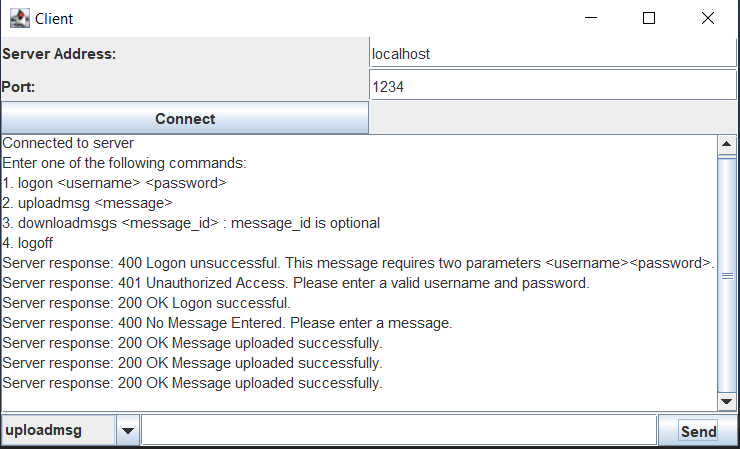 Client
Server Address: localhost
Port: 1234
Connect
Connected to server
Enter one of the following commands:
1. logon <username> <password>
2. uploadmsg <message>
3. downloadmsgs <message_id> : message_id is optional
4. logoff
Server response: 400 Logon unsuccessful. This message requires two parameters <username><password>.
Server response: 401 Unauthorized Access. Please enter a valid username and password.
Server response: 200 OK Logon successful.
Server response: 400 No Message Entered. Please enter a message.
Server response: 200 OK Message uploaded successfully.
Server response: 200 OK Message uploaded successfully.
Server response: 200 OK Message uploaded successfully.
uploadmsg Send